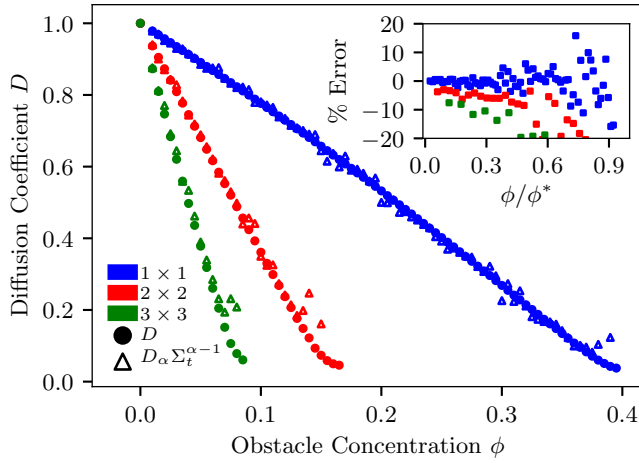 1.0
0.8
0.6
0.4
0.2
0.0
Diffusion Coefficient D
0.0
0.1
0.2
0.3
0.4
Obstacle Concentration ϕ
1 × 1
2 × 2
3 × 3
D
D_αΣ_t^{α−1}
20
10
0
−10
−20
% Error
0.0
0.3
0.6
0.9
ϕ/ϕ*